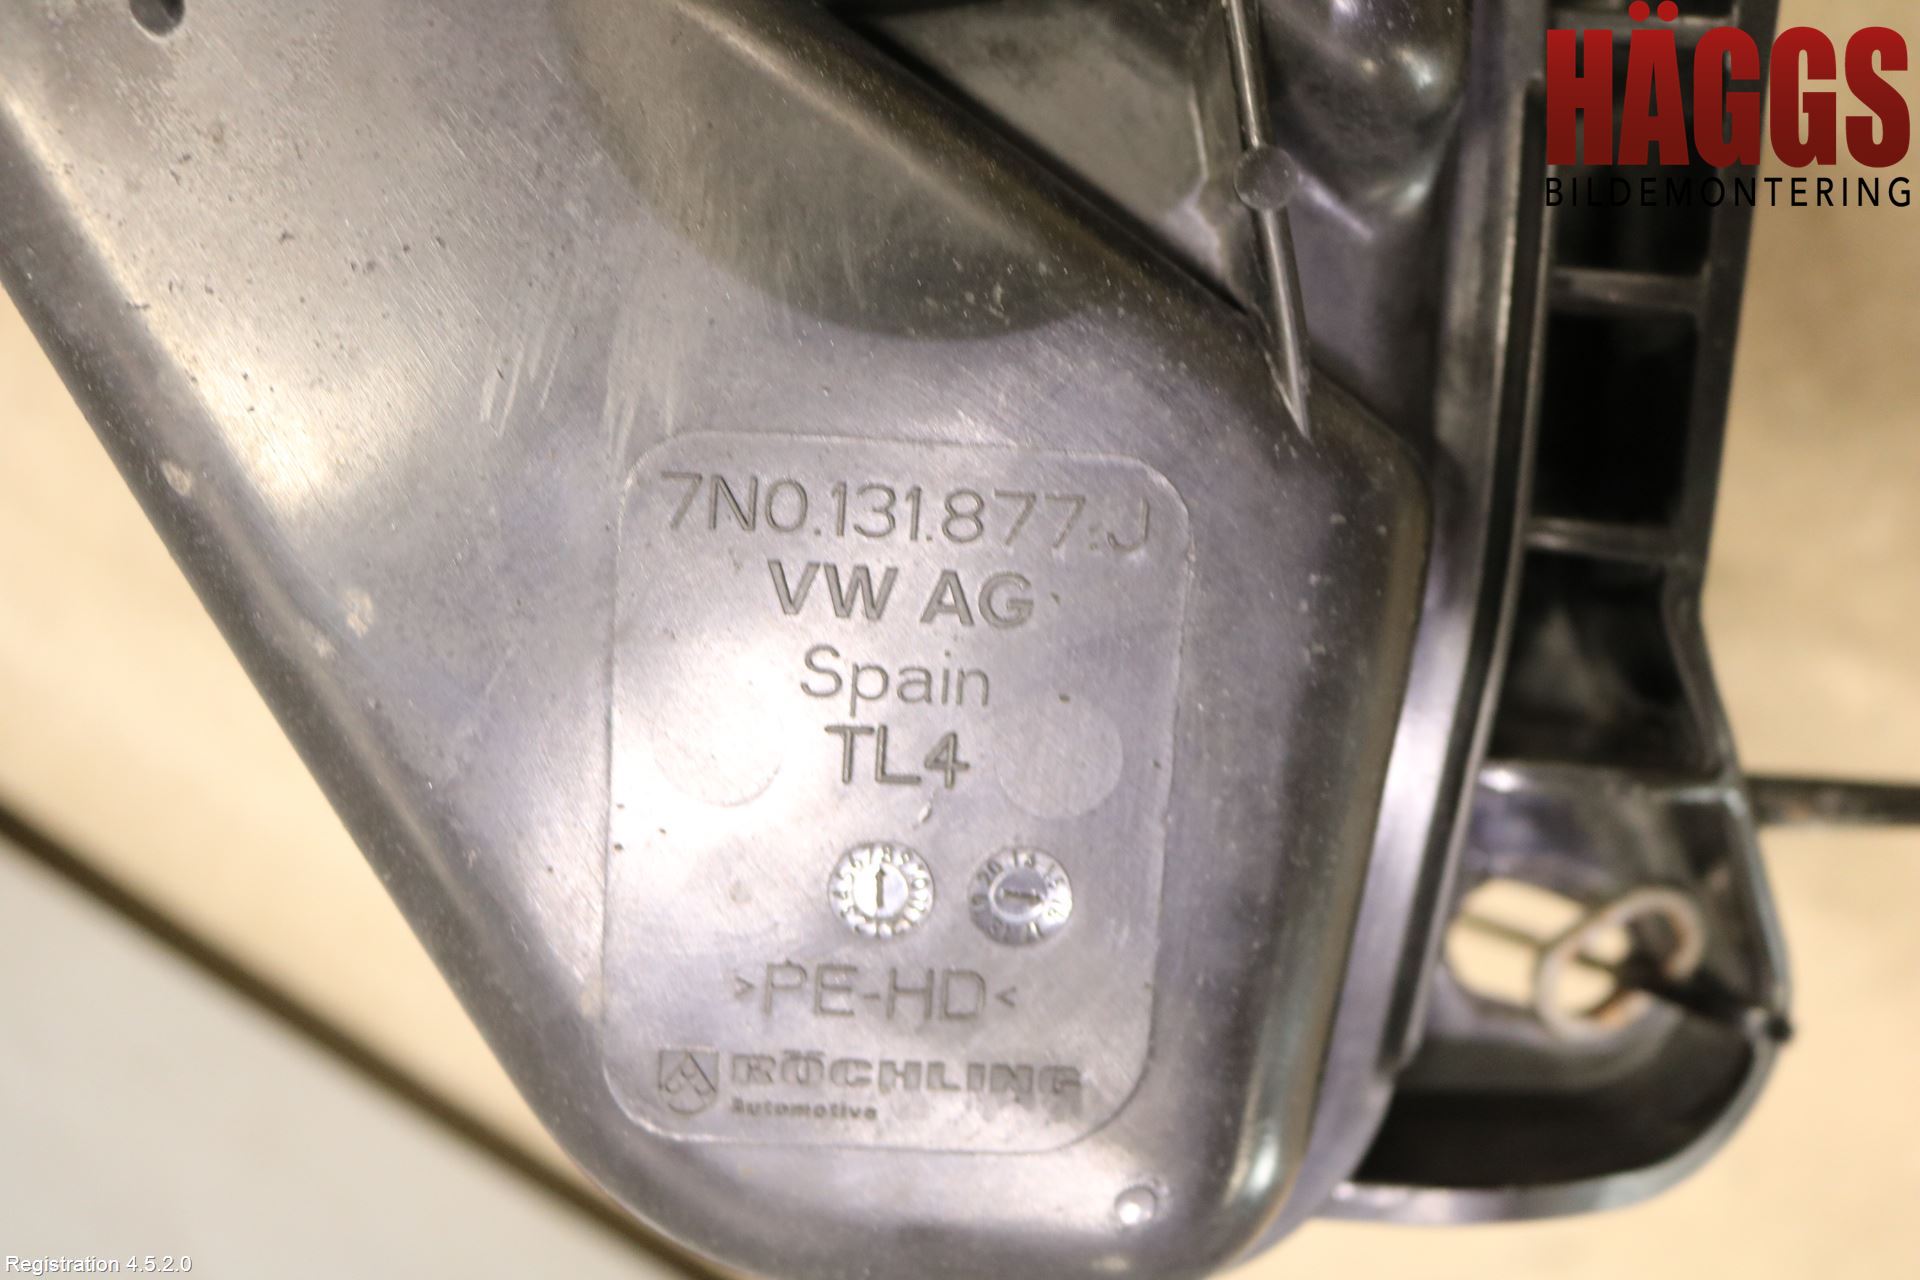 HÄGGS
BILDEMONTERING
7N0.131.877.J
VW AG
Spain
TL4
>PE-HD<
RÖCHLING
Automotive
Registration 4.5.2.0